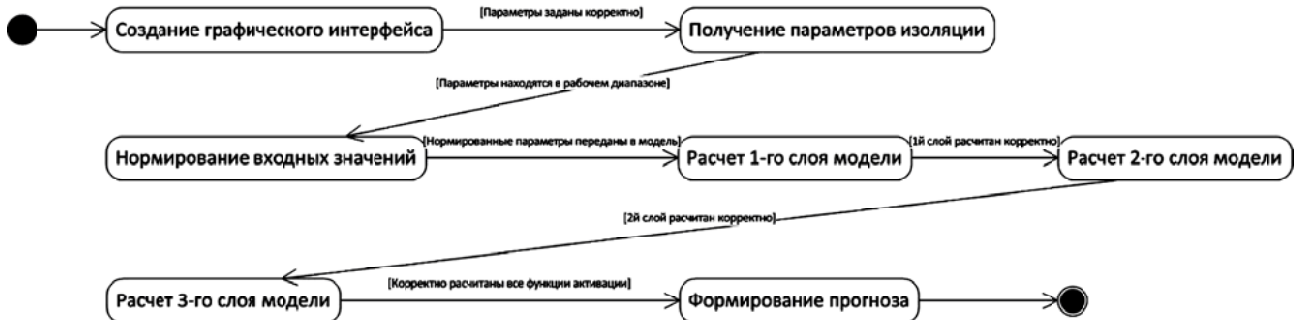 [Параметры заданы корректно]
Создание графического интерфейса
Получение параметров изоляции
[Параметры находятся в рабочем диапазоне]
[Нормированные параметры переданы в модель]
[1й слой расчитан корректно]
Нормирование входных значений
Расчет 1-го слоя модели
Расчет 2-го слоя модели
[2й слой расчитан корректно]
[Корректно расчитаны все функции активации]
Расчет 3-го слоя модели
Формирование прогноза